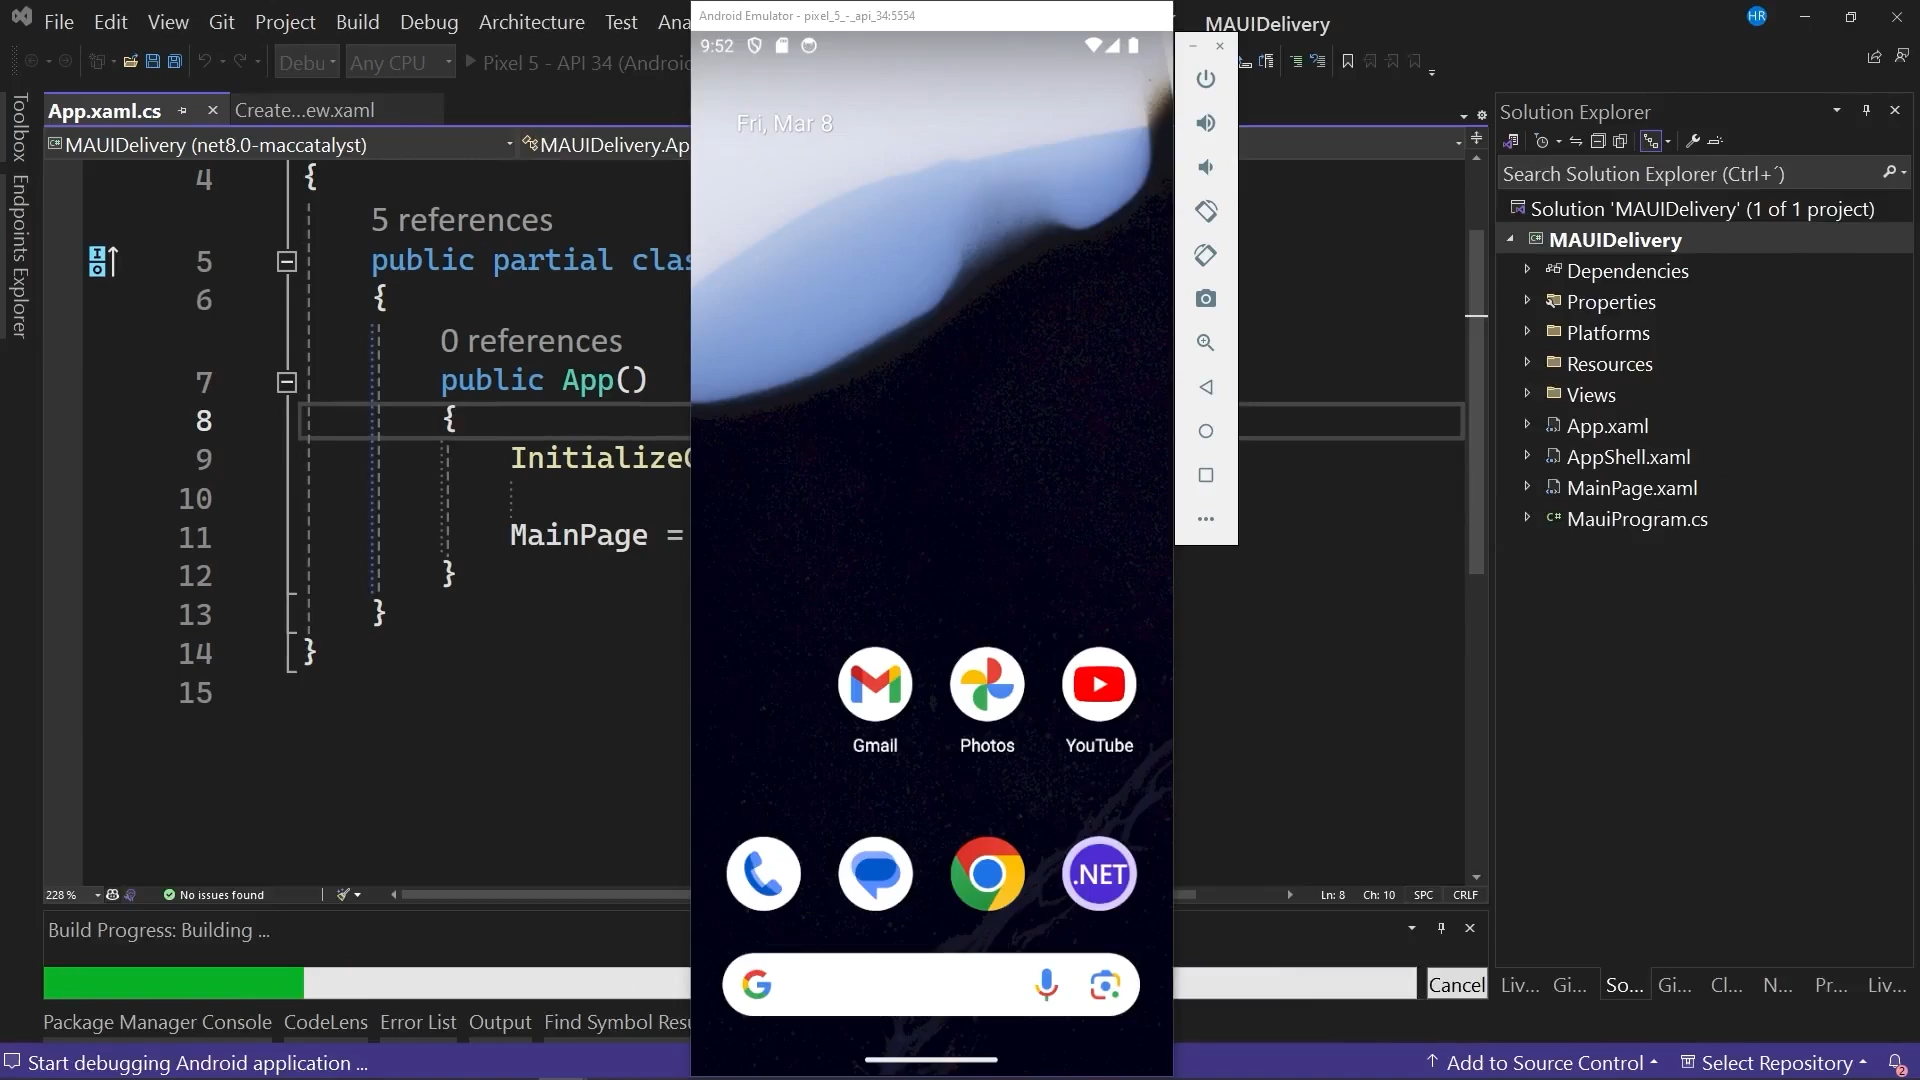 File Edit View Git Project Build Debug Architecture Test Ana
Android Emulator - pixel_5_-_api_34:5554
MAUIDelivery
HR
Debu
Any CPU
Pixel 5 - API 34 (Androi
Toolbox
Endpoints Explorer
App.xaml.cs
Create...ew.xaml
MAUIDelivery (net8.0-maccatalyst)
MAUIDelivery.Ap
4 {
5 references
5 public partial clas
6 {
0 references
7 public App()
8 {
9 Initialize
10
11 MainPage =
12 }
13 }
14 }
15
228 %
No issues found
Ln: 8
Ch: 10
SPC
CRLF
Build Progress: Building ...
Cancel
Package Manager Console CodeLens Error List Output Find Symbol Resu
Start debugging Android application ...
9:52
Fri, Mar 8
Gmail
Photos
YouTube
.NET
Solution Explorer
Search Solution Explorer (Ctrl+´)
Solution 'MAUIDelivery' (1 of 1 project)
MAUIDelivery
Dependencies
Properties
Platforms
Resources
Views
App.xaml
AppShell.xaml
MainPage.xaml
MauiProgram.cs
Liv... Gi... So... Gi... Cl... N... Pr... Liv...
Add to Source Control
Select Repository
2